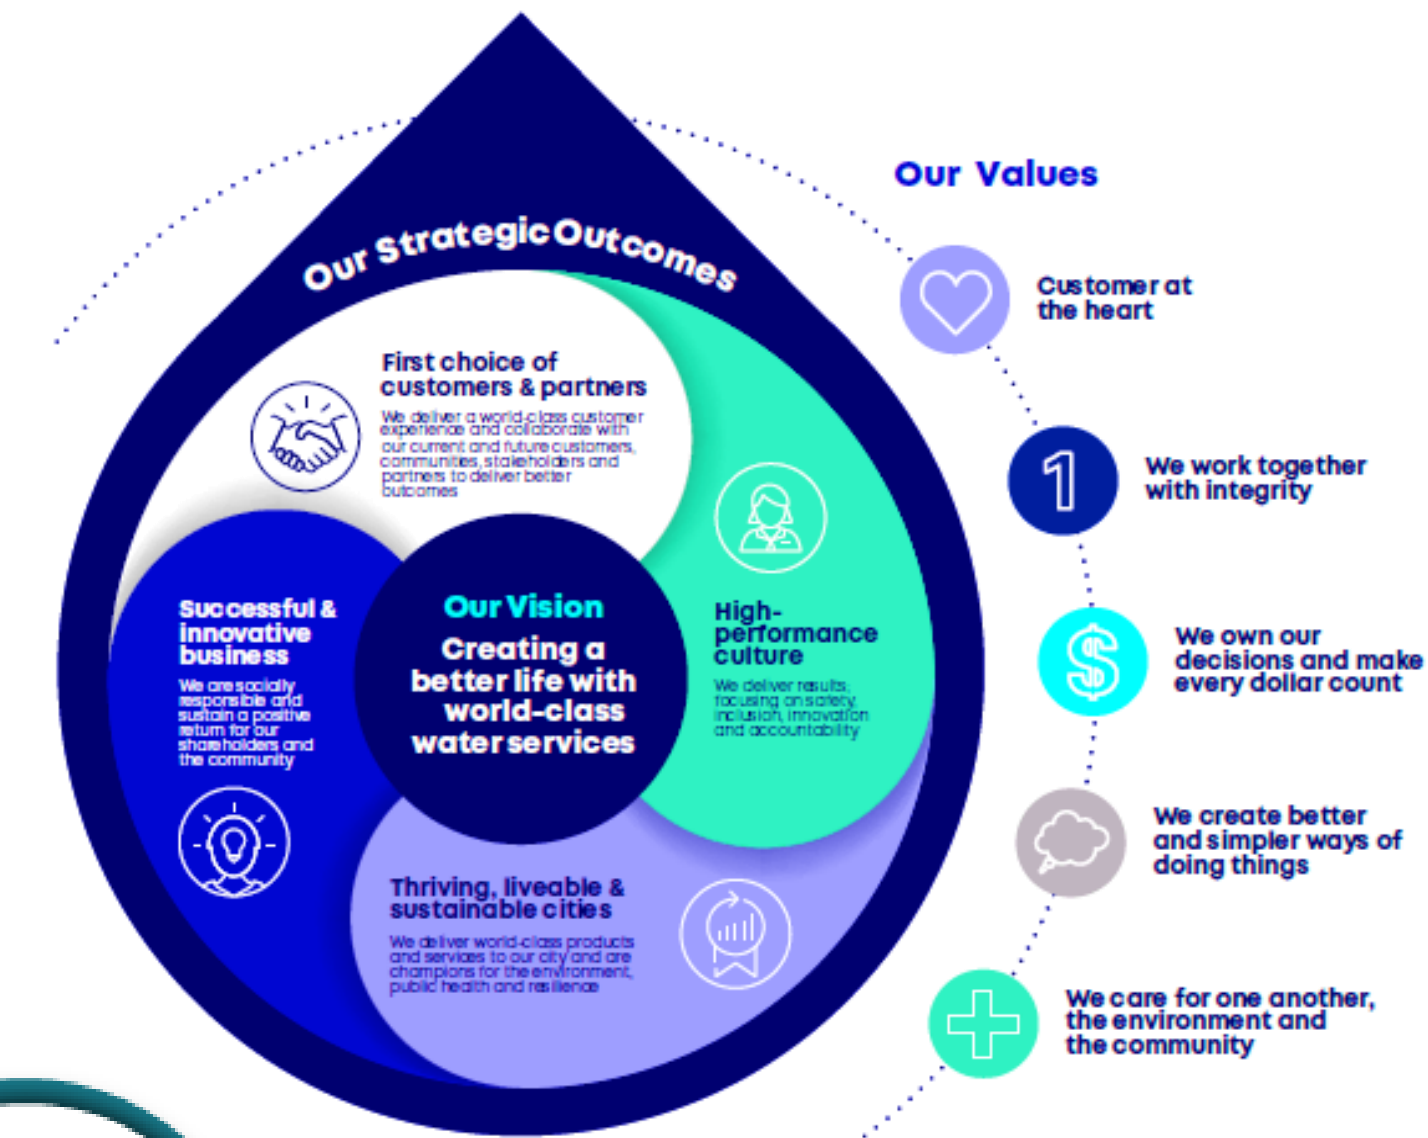 Our Strategic Outcomes
First choice of
customers & partners
We deliver a world-class customer
experience and collaborate with
our current and future customers,
communities, stakeholders and
partners to deliver better
outcomes
High-
performance
culture
We deliver results;
focusing on safety,
inclusion, innovation
and accountability
Thriving, liveable &
sustainable cities
We deliver world-class products
and services to our city and are
champions for the environment,
public health and resilience
Successful &
innovative
business
We are socially
responsible and
sustain a positive
return for our
shareholders and
the community
Our Vision
Creating a
better life with
world-class
water services
Our Values
Customer at
the heart
1
We work together
with integrity
$
We own our
decisions and make
every dollar count
We create better
and simpler ways of
doing things
We care for one another,
the environment and
the community